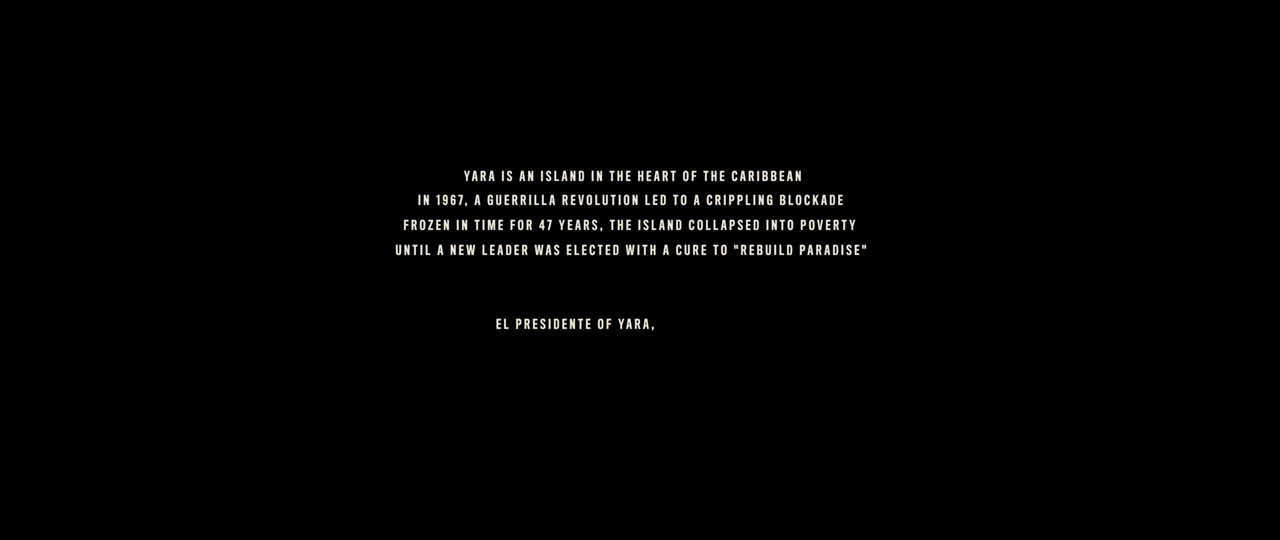 YARA IS AN ISLAND IN THE HEART OF THE CARIBBEAN
IN 1967, A GUERRILLA REVOLUTION LED TO A CRIPPLING BLOCKADE
FROZEN IN TIME FOR 47 YEARS, THE ISLAND COLLAPSED INTO POVERTY
UNTIL A NEW LEADER WAS ELECTED WITH A CURE TO "REBUILD PARADISE"
EL PRESIDENTE OF YARA,